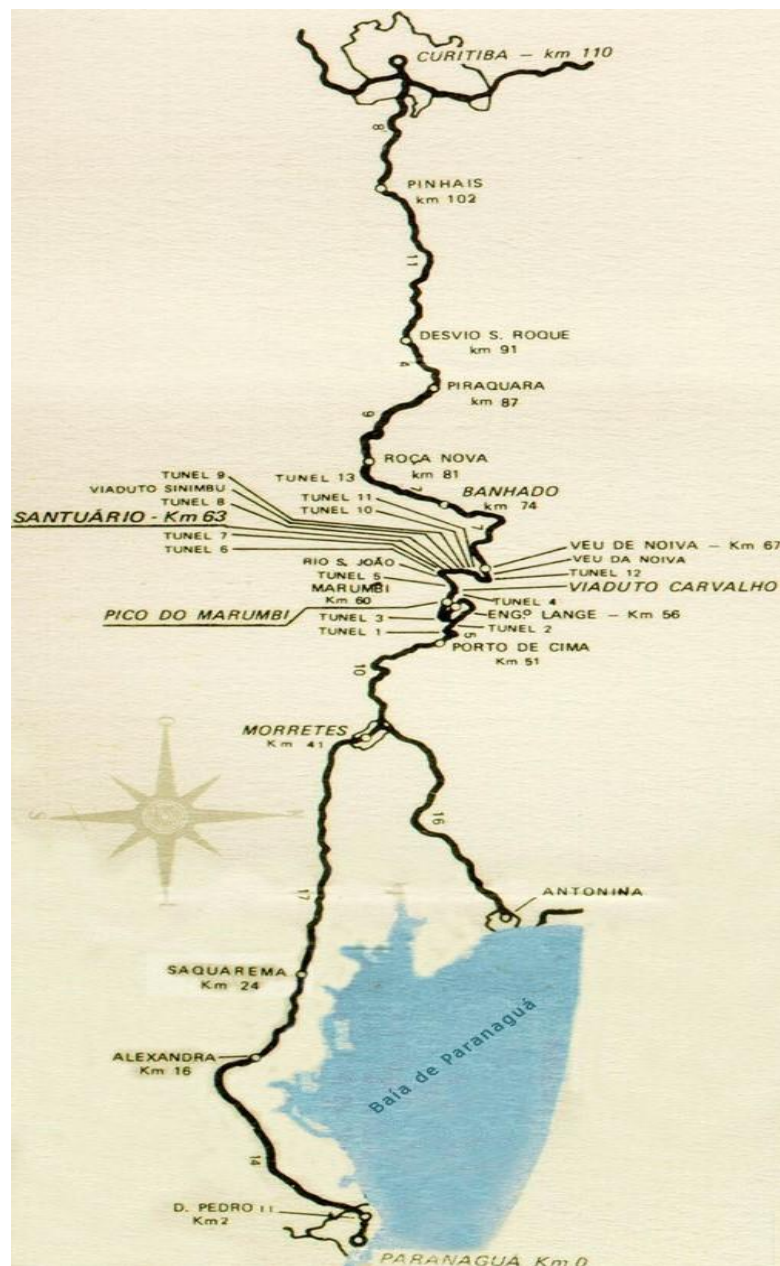 CURITIBA – km 110
8
PINHAIS
km 102
11
DESVIO S. ROQUE
km 91
4
PIRAQUARA
km 87
9
ROÇA NOVA
km 81
TUNEL 9
TUNEL 13
VIADUTO SINIMBU
7
BANHADO
km 74
TUNEL 8
TUNEL 11
TUNEL 10
SANTUÁRIO - Km 63
7
TUNEL 7
TUNEL 6
VEU DE NOIVA – Km 67
RIO S. JOÃO
VEU DA NOIVA
TUNEL 5
TUNEL 12
VIADUTO CARVALHO
MARUMBI
Km 60
TUNEL 4
PICO DO MARUMBI
ENGº LANGE – Km 56
TUNEL 3
TUNEL 2
TUNEL 1
5
PORTO DE CIMA
Km 51
10
MORRETES
Km 41
S
N
16
17
ANTONINA
SAQUAREMA
Km 24
Baía de Paranaguá
ALEXANDRA
Km 16
14
D. PEDRO II
Km 2
PARANAGUÁ Km 0